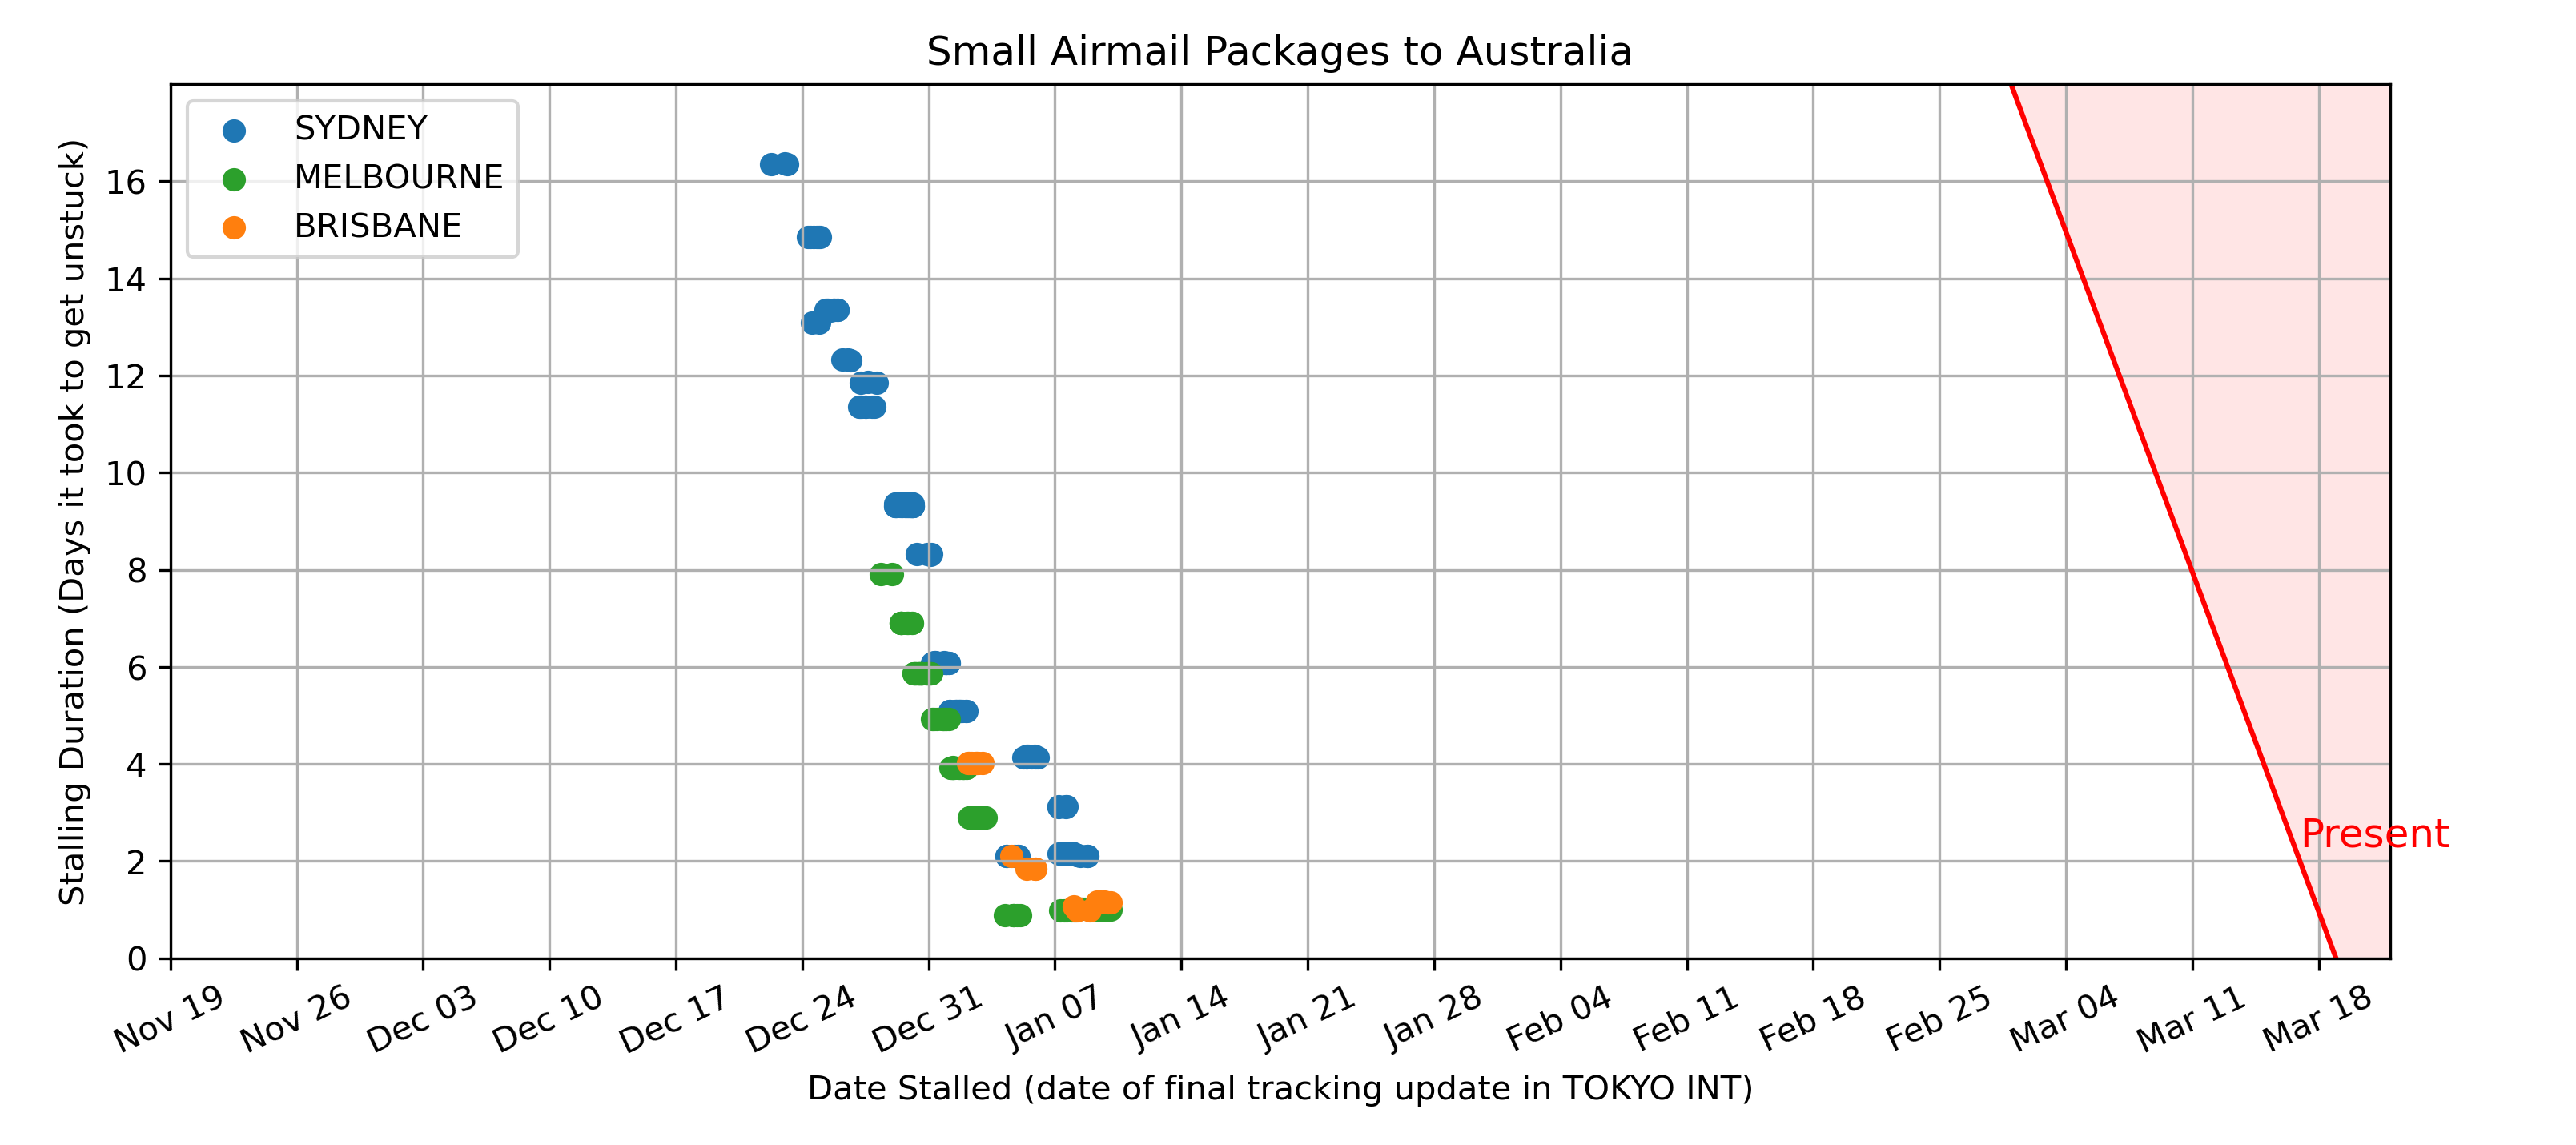 Small Airmail Packages to Australia
SYDNEY
MELBOURNE
BRISBANE
Stalling Duration (Days it took to get unstuck)
16
14
12
10
8
6
4
2
0
Present
Nov 19 Nov 26 Dec 03 Dec 10 Dec 17 Dec 24 Dec 31 Jan 07 Jan 14 Jan 21 Jan 28 Feb 04 Feb 11 Feb 18 Feb 25 Mar 04 Mar 11 Mar 18
Date Stalled (date of final tracking update in TOKYO INT)